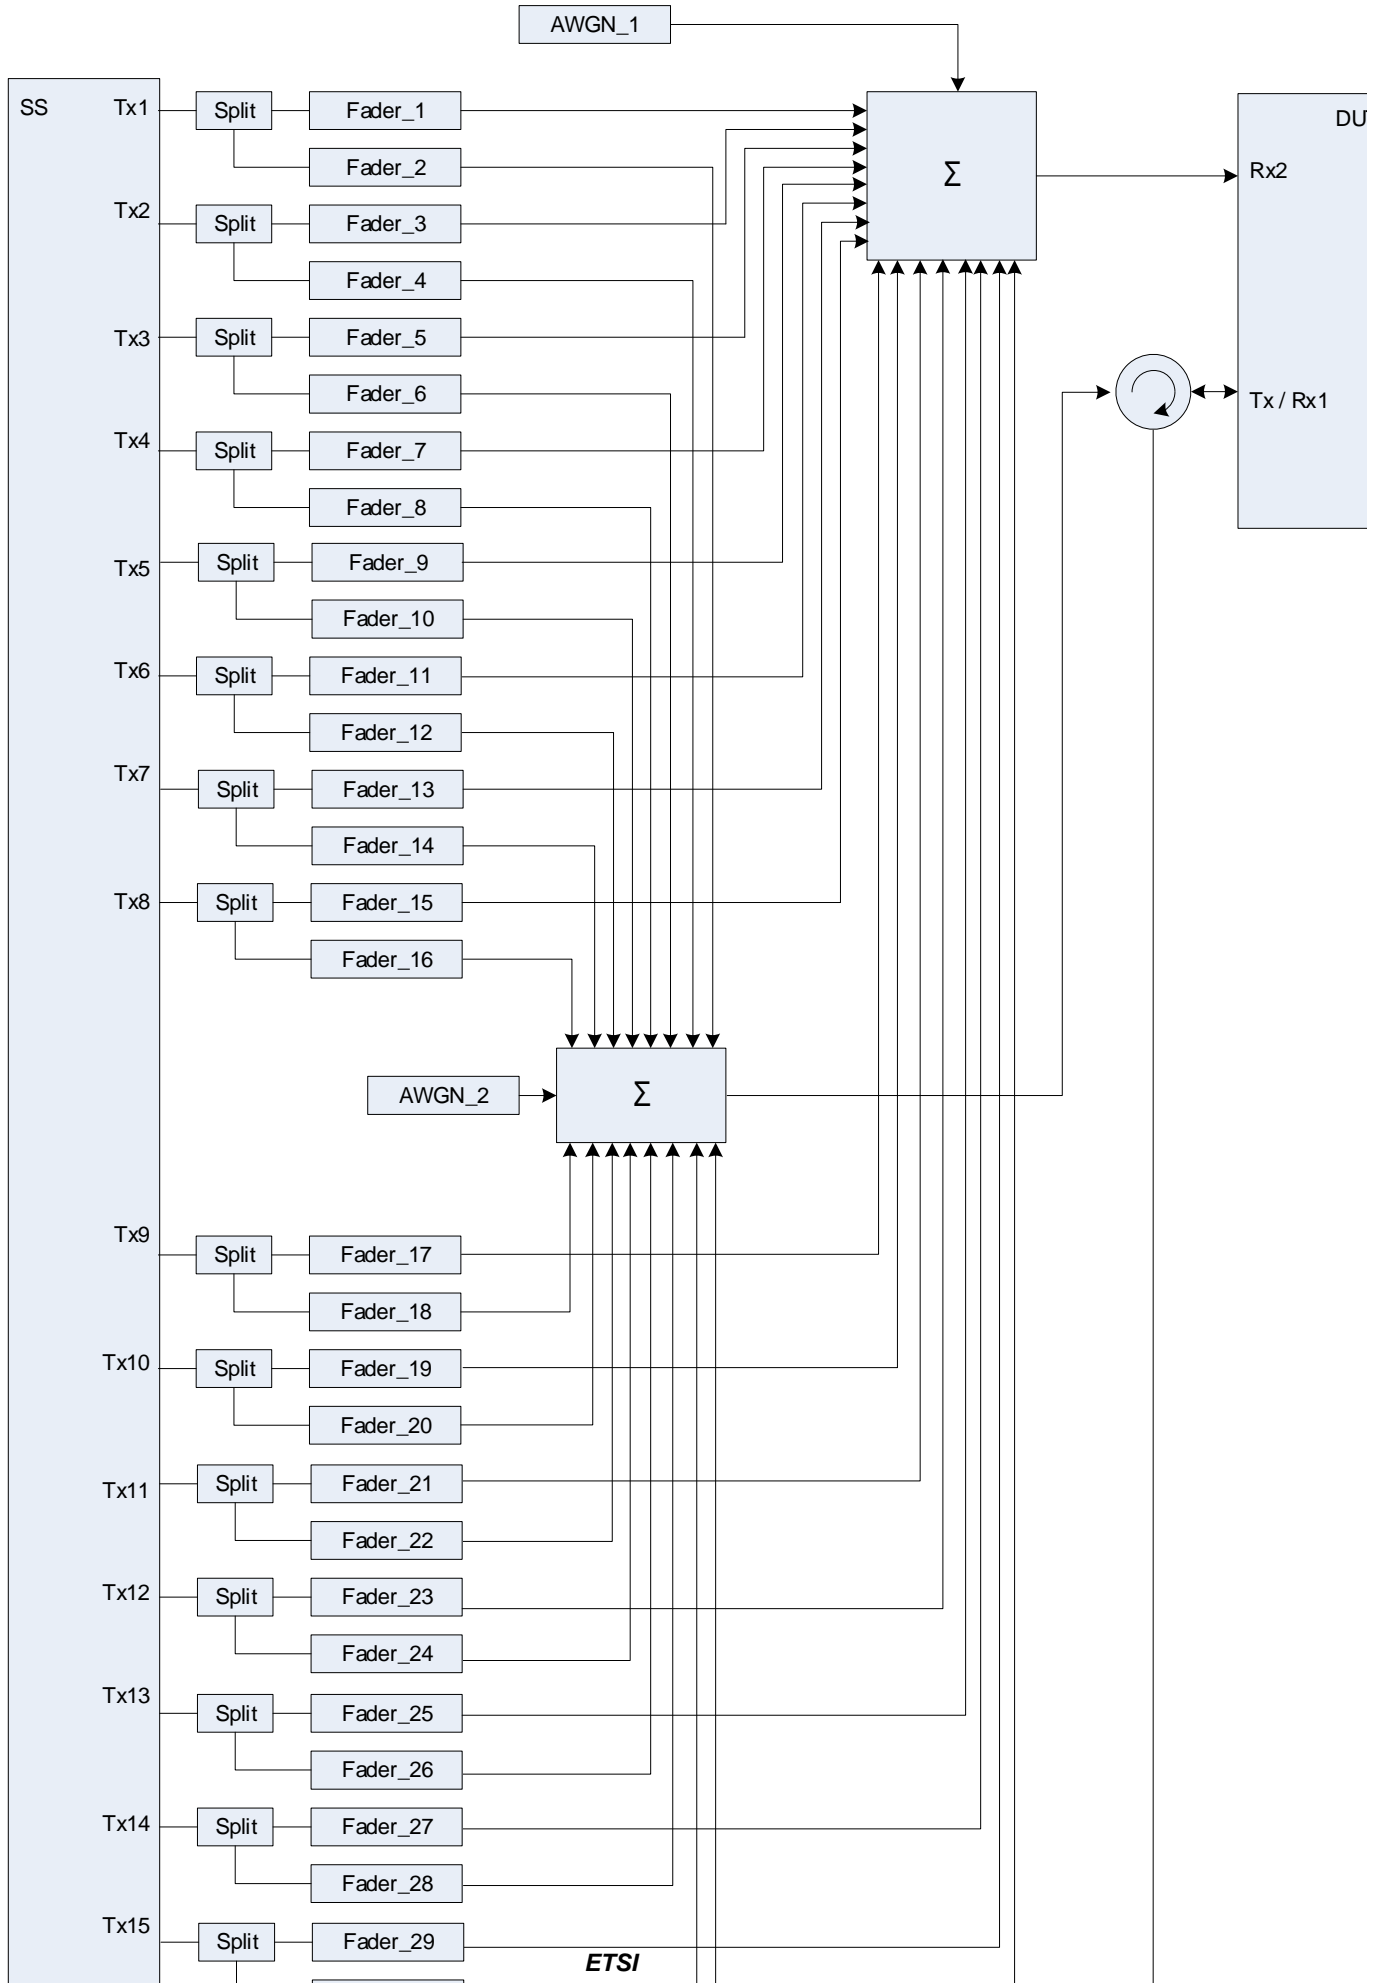 AWGN_1
SS
Tx1
Split
Fader_1
Fader_2
Σ
DU
Rx2
Tx2
Split
Fader_3
Fader_4
Tx3
Split
Fader_5
Fader_6
Tx / Rx1
Tx4
Split
Fader_7
Fader_8
Tx5
Split
Fader_9
Fader_10
Tx6
Split
Fader_11
Fader_12
Tx7
Split
Fader_13
Fader_14
Tx8
Split
Fader_15
Fader_16
AWGN_2
Σ
Tx9
Split
Fader_17
Fader_18
Tx10
Split
Fader_19
Fader_20
Tx11
Split
Fader_21
Fader_22
Tx12
Split
Fader_23
Fader_24
Tx13
Split
Fader_25
Fader_26
Tx14
Split
Fader_27
Fader_28
Tx15
Split
Fader_29
ETSI